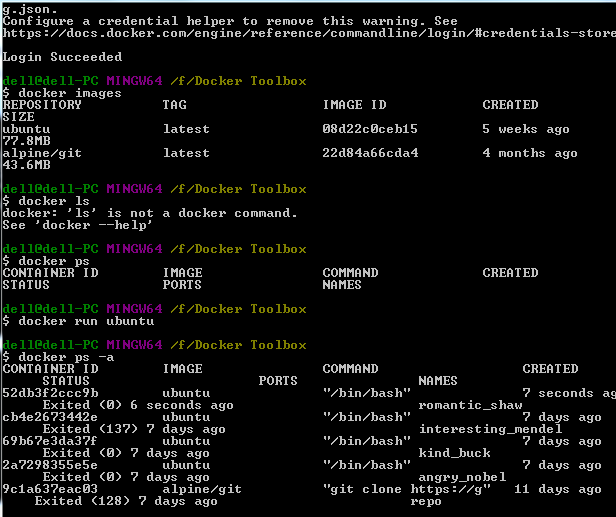 g.json.
Configure a credential helper to remove this warning. See
https://docs.docker.com/engine/reference/commandline/login/#credentials-store
Login Succeeded
dell@dell-PC MINGW64 /f/Docker Toolbox
$ docker images
REPOSITORY TAG IMAGE ID CREATED
SIZE
ubuntu latest 08d22c0ceb15 5 weeks ago
77.8MB
alpine/git latest 22d84a66cda4 4 months ago
43.6MB
dell@dell-PC MINGW64 /f/Docker Toolbox
$ docker ls
docker: 'ls' is not a docker command.
See 'docker --help'
dell@dell-PC MINGW64 /f/Docker Toolbox
$ docker ps
CONTAINER ID IMAGE COMMAND CREATED
STATUS PORTS NAMES
dell@dell-PC MINGW64 /f/Docker Toolbox
$ docker run ubuntu
dell@dell-PC MINGW64 /f/Docker Toolbox
$ docker ps -a
CONTAINER ID IMAGE COMMAND CREATED
STATUS PORTS NAMES
52db3f2ccc9b ubuntu "/bin/bash" 7 seconds ag
Exited (0) 6 seconds ago romantic_shaw
cb4e2673442e ubuntu "/bin/bash" 7 days ago
Exited (137) 7 days ago interesting_mendel
69b67e3da37f ubuntu "/bin/bash" 7 days ago
Exited (0) 7 days ago kind_buck
2a7298355e5e ubuntu "/bin/bash" 7 days ago
Exited (0) 7 days ago angry_nobel
9c1a637eac03 alpine/git "git clone https://g" 11 days ago
Exited (128) 7 days ago repo